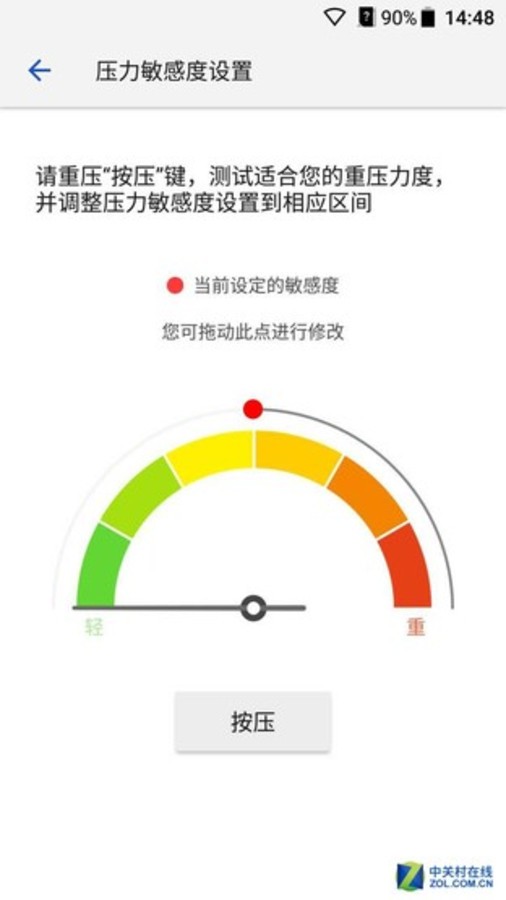 90% 14:48
压力敏感度设置
请重压“按压”键，测试适合您的重压力度，
并调整压力敏感度设置到相应区间
当前设定的敏感度
您可拖动此点进行修改
轻 重
按压
中关村在线
ZOL.COM.CN